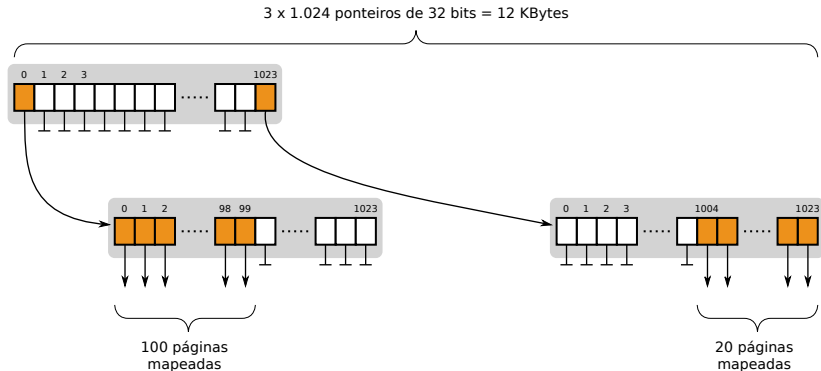 3 x 1.024 ponteiros de 32 bits = 12 KBytes
0 1 2 3 1023
0 1 2 98 99 1023
0 1 2 3 1004 1023
100 páginas
mapeadas
20 páginas
mapeadas